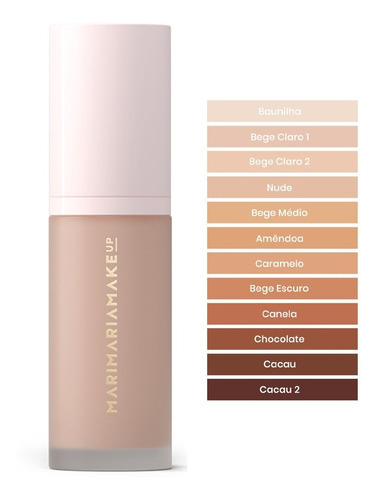 MARIMARIAMAKEUP
Baunilha
Bege Claro 1
Bege Claro 2
Nude
Bege Médio
Amêndoa
Caramelo
Bege Escuro
Canela
Chocolate
Cacau
Cacau 2